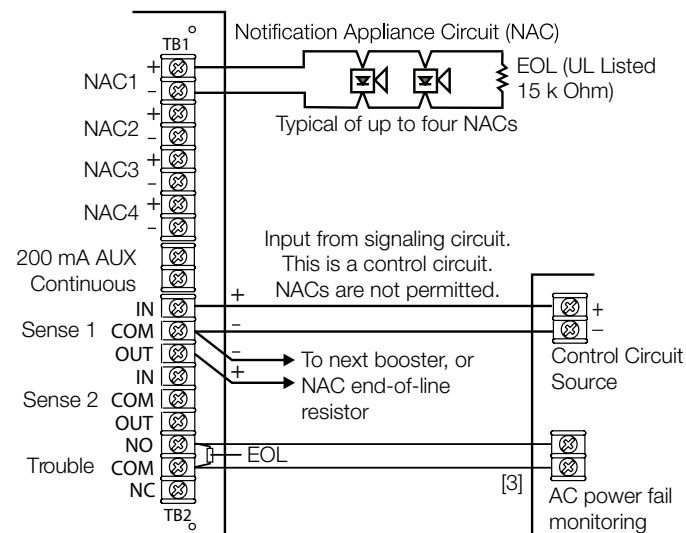 TB1
Notification Appliance Circuit (NAC)
+
NAC1
-
EOL (UL Listed
15 k Ohm)
+
NAC2
-
Typical of up to four NACs
+
NAC3
-
+
NAC4
-
200 mA AUX
Continuous
Input from signaling circuit.
This is a control circuit.
NACs are not permitted.
IN
+
+
Sense 1
COM
–
–
OUT
–
+
To next booster, or
NAC end-of-line
resistor
Control Circuit
Source
IN
Sense 2
COM
OUT
NO
Trouble
COM
EOL
NC
[3]
AC power fail
monitoring
TB2